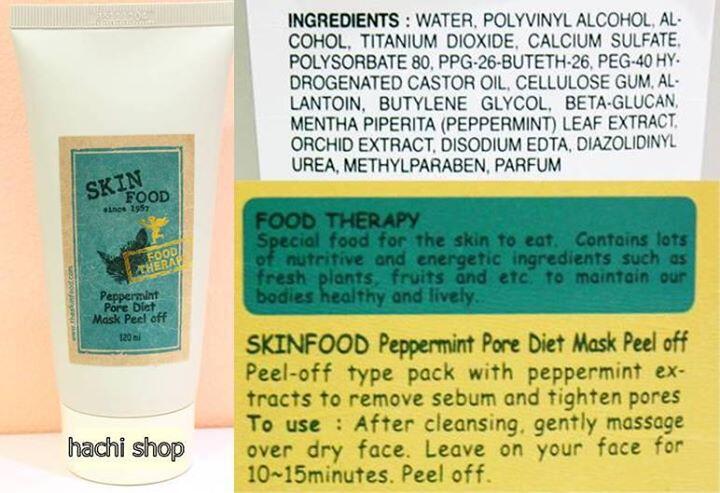 SKIN
FOOD
since 1957
FOOD
THERAP
Peppermint
Pore Diet
Mask Peel off
120 ml
www.theskinfood.com
hachi shop
INGREDIENTS : WATER, POLYVINYL ALCOHOL, AL-
COHOL, TITANIUM DIOXIDE, CALCIUM SULFATE,
POLYSORBATE 80, PPG-26-BUTETH-26, PEG-40 HY-
DROGENATED CASTOR OIL, CELLULOSE GUM, AL-
LANTOIN, BUTYLENE GLYCOL, BETA-GLUCAN,
MENTHA PIPERITA (PEPPERMINT) LEAF EXTRACT,
ORCHID EXTRACT, DISODIUM EDTA, DIAZOLIDINYL
UREA, METHYLPARABEN, PARFUM
FOOD THERAPY
Special food for the skin to eat. Contains lots
of nutritive and energetic ingredients such as
fresh plants, fruits and etc. to maintain our
bodies healthy and lively.
SKINFOOD Peppermint Pore Diet Mask Peel off
Peel-off type pack with peppermint ex-
tracts to remove sebum and tighten pores
To use : After cleansing, gently massage
over dry face. Leave on your face for
10~15minutes. Peel off.